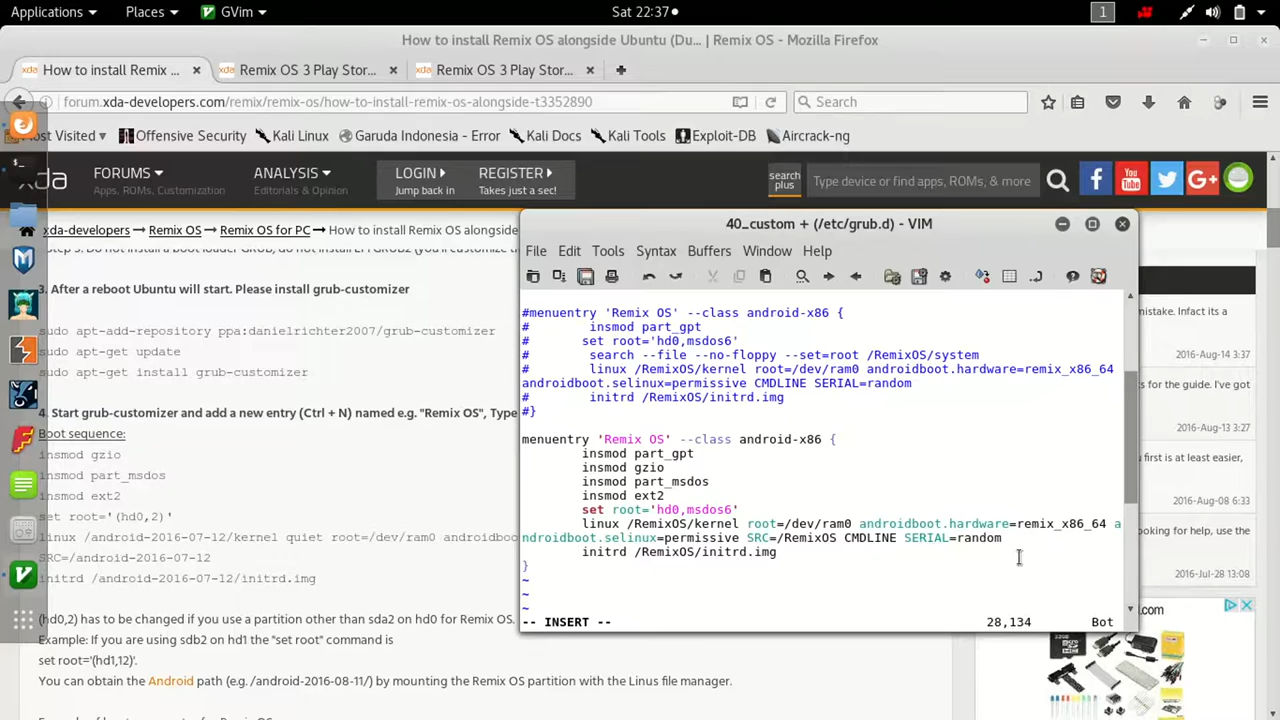 Applications Places GVim Sat 22:37 1
How to install Remix OS alongside Ubuntu (Du... | Remix OS - Mozilla Firefox
xda How to install Remix ... × xda Remix OS 3 Play Stor... × xda Remix OS 3 Play Stor... ×
forum.xda-developers.com/remix/remix-os/how-to-install-remix-os-alongside-t3352890 Search
ost Visited Offensive Security Kali Linux Garuda Indonesia - Error Kali Docs Kali Tools Exploit-DB Aircrack-ng
xda FORUMS ANALYSIS LOGIN REGISTER search plus Type device or find apps, ROMs, & more f You Tube G+
Apps, ROMs, Customization Editorials & Opinion Jump back in Takes just a sec!
xda-developers → Remix OS → Remix OS for PC → How to install Remix OS alongside
3. After a reboot Ubuntu will start. Please install grub-customizer
sudo apt-add-repository ppa:danielrichter2007/grub-customizer
sudo apt-get update
sudo apt-get install grub-customizer
4. Start grub-customizer and add a new entry (Ctrl + N) named e.g. "Remix OS", Type
Boot sequence:
insmod gzio
insmod part_msdos
insmod ext2
set root='(hd0,2)'
linux /android-2016-07-12/kernel quiet root=/dev/ram0 androidboo
SRC=/android-2016-07-12
initrd /android-2016-07-12/initrd.img
(hd0,2) has to be changed if you use a partition other than sda2 on hd0 for Remix OS.
Example: If you are using sdb2 on hd1 the "set root" command is
set root='(hd1,12)'.
You can obtain the Android path (e.g. /android-2016-08-11/) by mounting the Remix OS partition with the Linus file manager.
40_custom + (/etc/grub.d) - VIM
File Edit Tools Syntax Buffers Window Help
#menuentry 'Remix OS' --class android-x86 {
#        insmod part_gpt
#       set root='hd0,msdos6'
#        search --file --no-floppy --set=root /RemixOS/system
#        linux /RemixOS/kernel root=/dev/ram0 androidboot.hardware=remix_x86_64
androidboot.selinux=permissive CMDLINE SERIAL=random
#        initrd /RemixOS/initrd.img
#}
menuentry 'Remix OS' --class android-x86 {
        insmod part_gpt
        insmod gzio
        insmod part_msdos
        insmod ext2
        set root='hd0,msdos6'
        linux /RemixOS/kernel root=/dev/ram0 androidboot.hardware=remix_x86_64 a
ndroidboot.selinux=permissive SRC=/RemixOS CMDLINE SERIAL=random
        initrd /RemixOS/initrd.img
}
~
~
~
-- INSERT -- 28,134 Bot
mistake. Infact its a
2016-Aug-14 3:37
ks for the guide. I've got
2016-Aug-13 3:27
u first is at least easier,
2016-Aug-08 6:33
ooking for help, use the
2016-Jul-28 13:08
.com